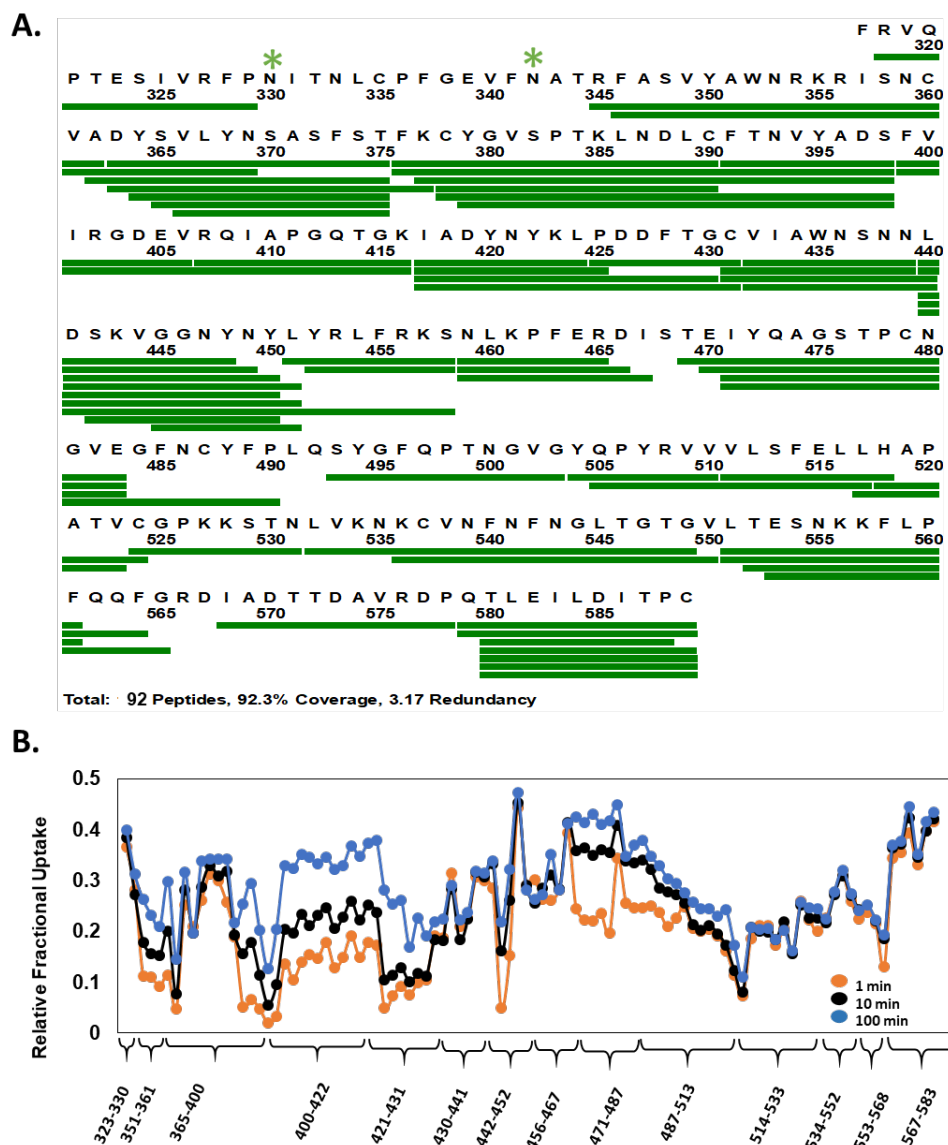 A.
F R V Q
320
* *
P T E S I V R F P N I T N L C P F G E V F N A T R F A S V Y A W N R K R I S N C
325 330 335 340 345 350 355 360
V A D Y S V L Y N S A S F S T F K C Y G V S P T K L N D L C F T N V Y A D S F V
365 370 375 380 385 390 395 400
I R G D E V R Q I A P G Q T G K I A D Y N Y K L P D D F T G C V I A W N S N N L
405 410 415 420 425 430 435 440
D S K V G G N Y N Y L Y R L F R K S N L K P F E R D I S T E I Y Q A G S T P C N
445 450 455 460 465 470 475 480
G V E G F N C Y F P L Q S Y G F Q P T N G V G Y Q P Y R V V V L S F E L L H A P
485 490 495 500 505 510 515 520
A T V C G P K K S T N L V K N K C V N F N F N G L T G T G V L T E S N K K F L P
525 530 535 540 545 550 555 560
F Q Q F G R D I A D T T D A V R D P Q T L E I L D I T P C
565 570 575 580 585
Total: 92 Peptides, 92.3% Coverage, 3.17 Redundancy
B.
Relative Fractional Uptake
0.5
0.4
0.3
0.2
0.1
0
1 min
10 min
100 min
323-330
351-361
365-400
400-422
421-431
430-441
442-452
456-467
471-487
487-513
514-533
534-552
553-568
567-583